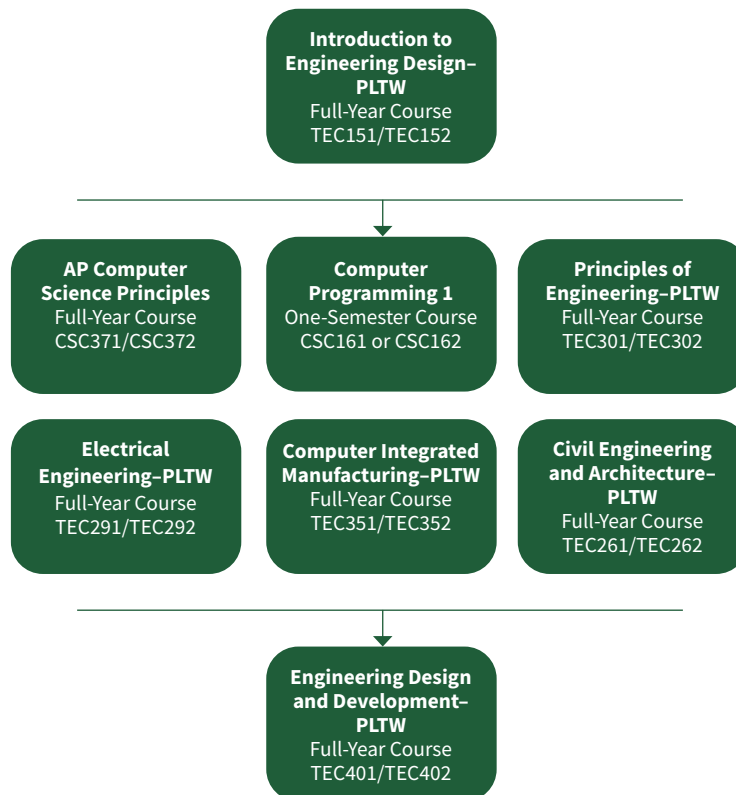 Introduction to
Engineering Design–
PLTW
Full-Year Course
TEC151/TEC152
AP Computer
Science Principles
Full-Year Course
CSC371/CSC372
Computer
Programming 1
One-Semester Course
CSC161 or CSC162
Principles of
Engineering–PLTW
Full-Year Course
TEC301/TEC302
Electrical
Engineering–PLTW
Full-Year Course
TEC291/TEC292
Computer Integrated
Manufacturing–PLTW
Full-Year Course
TEC351/TEC352
Civil Engineering
and Architecture–
PLTW
Full-Year Course
TEC261/TEC262
Engineering Design
and Development–
PLTW
Full-Year Course
TEC401/TEC402